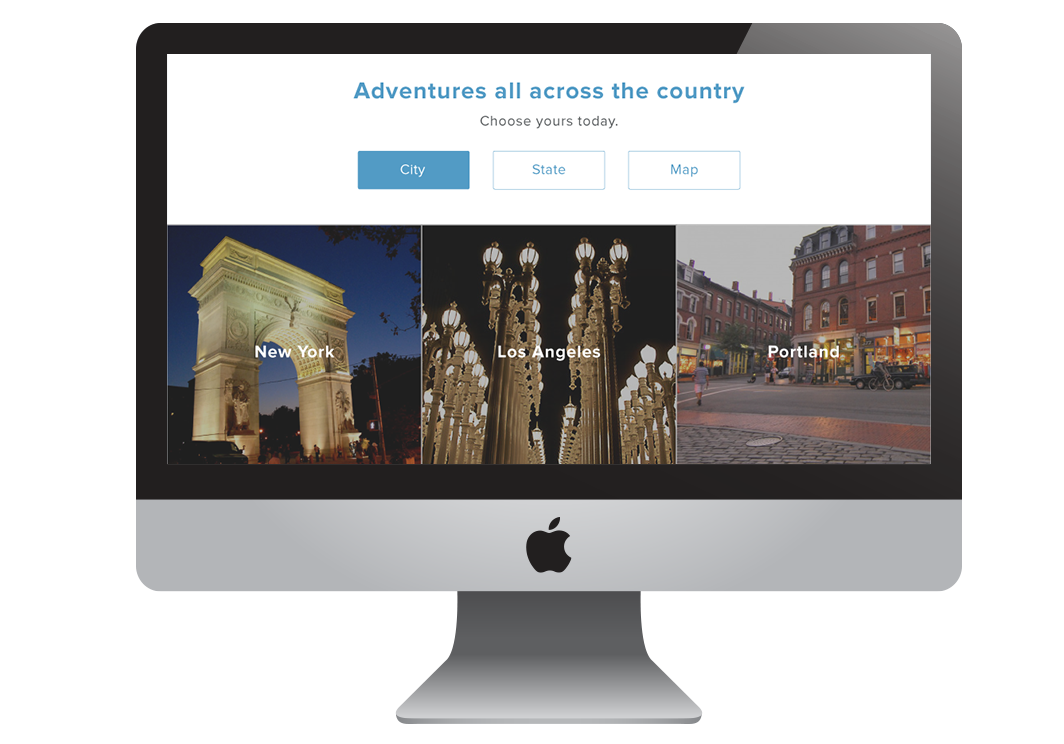 Adventures all across the country
Choose yours today.
City State Map
New York Los Angeles Portland